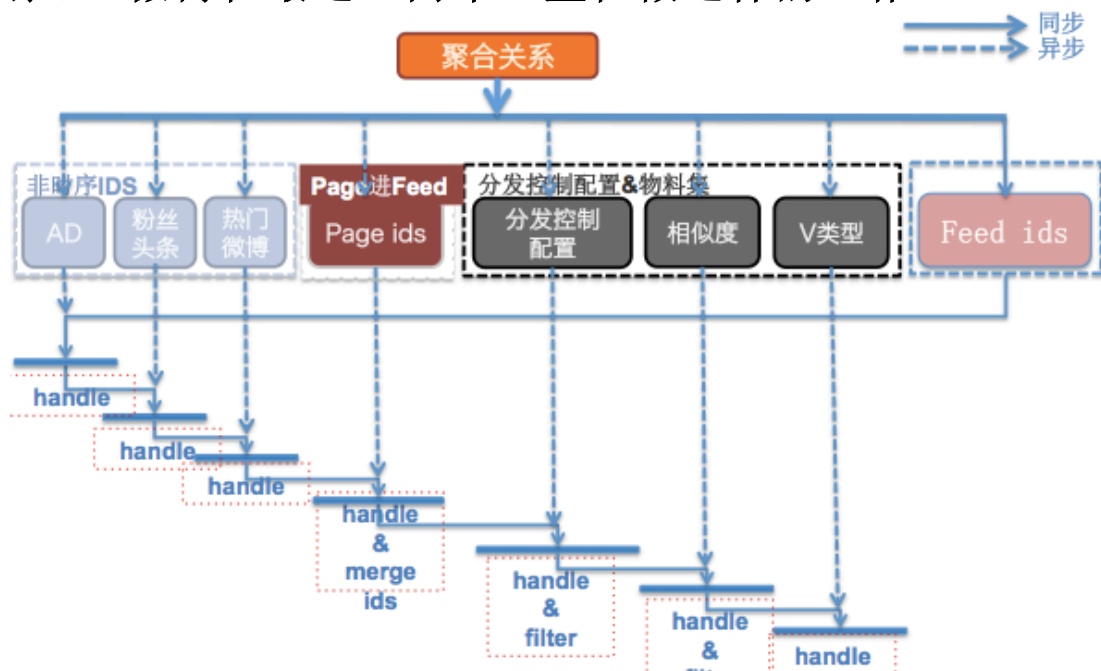 同步
异步
聚合关系
非时序IDS
Page进Feed
分发控制配置&物料集
AD
粉丝
头条
热门
微博
Page ids
分发控制
配置
相似度
V类型
Feed ids
handle
handle
handle
handle
&
merge
ids
handle
&
filter
handle
&
handle